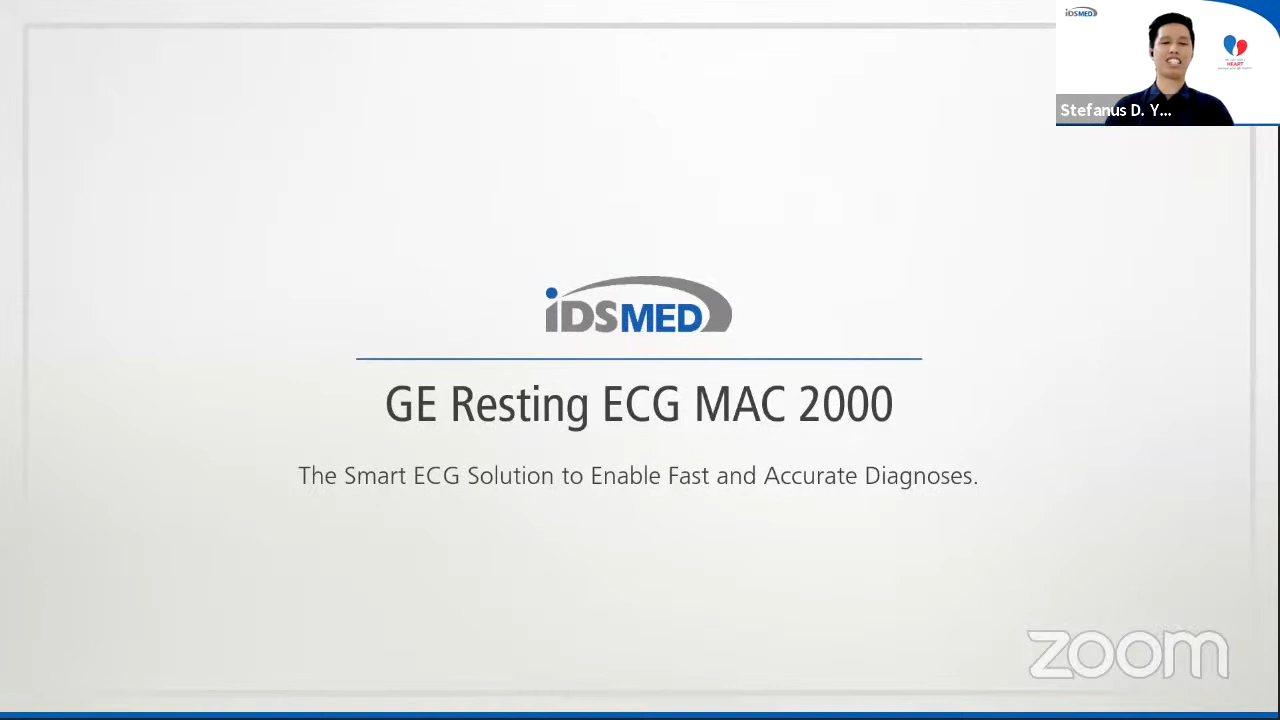 iDSMED
HEART
Stefanus D. Y...
iDSMED
GE Resting ECG MAC 2000
The Smart ECG Solution to Enable Fast and Accurate Diagnoses.
zoom